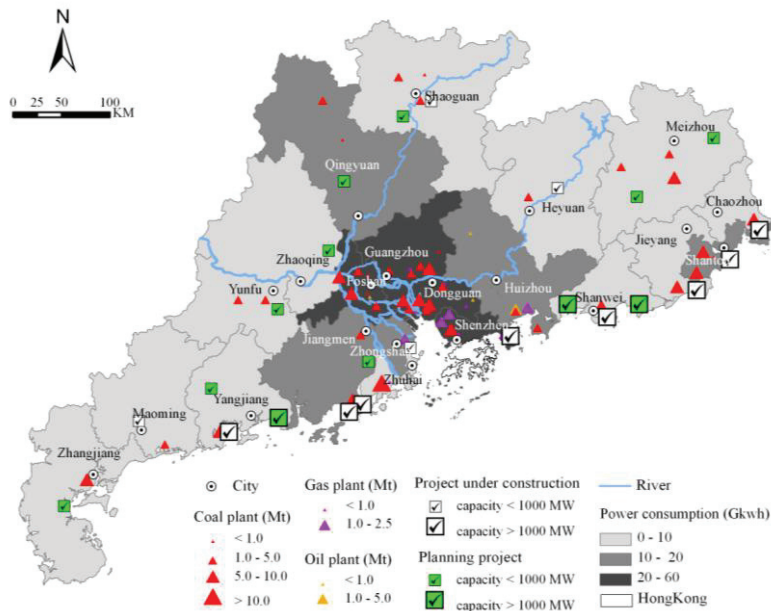 N
0 25 50 100
KM
Shaoguan
Meizhou
Qingyuan
Heyuan
Chaozhou
Jieyang
Shantou
Zhaoqing
Guangzhou
Foshan
Huizhou
Yunfu
Dongguan
Shanwei
Jiangmen
Shenzhen
Zhongshan
Zhuhai
Yangjiang
Maoming
Zhangjiang
City
Coal plant (Mt)
< 1.0
1.0 - 5.0
5.0 - 10.0
> 10.0
Gas plant (Mt)
< 1.0
1.0 - 2.5
Oil plant (Mt)
< 1.0
1.0 - 5.0
Project under construction
capacity < 1000 MW
capacity > 1000 MW
Planning project
capacity < 1000 MW
capacity > 1000 MW
River
Power consumption (Gkwh)
0 - 10
10 - 20
20 - 60
HongKong